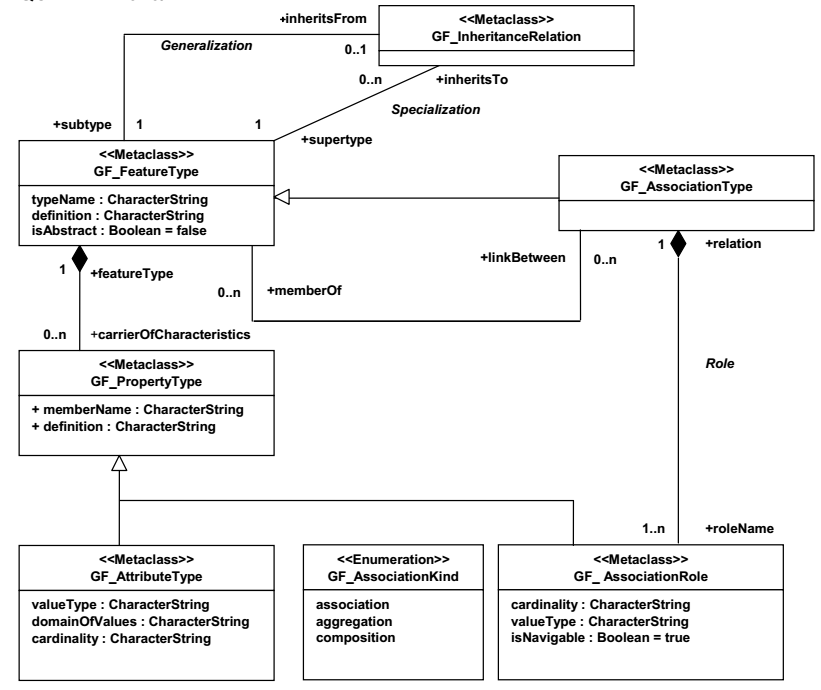 +inheritsFrom
<<Metaclass>>
GF_InheritanceRelation
Generalization
0..1
0..n
+inheritsTo
Specialization
+subtype
1
1
+supertype
<<Metaclass>>
GF_FeatureType
typeName : CharacterString
definition : CharacterString
isAbstract : Boolean = false
<<Metaclass>>
GF_AssociationType
1
+featureType
0..n
+memberOf
+linkBetween
0..n
1
+relation
0..n
+carrierOfCharacteristics
<<Metaclass>>
GF_PropertyType
+ memberName : CharacterString
+ definition : CharacterString
Role
1..n
+roleName
<<Metaclass>>
GF_AttributeType
valueType : CharacterString
domainOfValues : CharacterString
cardinality : CharacterString
<<Enumeration>>
GF_AssociationKind
association
aggregation
composition
<<Metaclass>>
GF_ AssociationRole
cardinality : CharacterString
valueType : CharacterString
isNavigable : Boolean = true